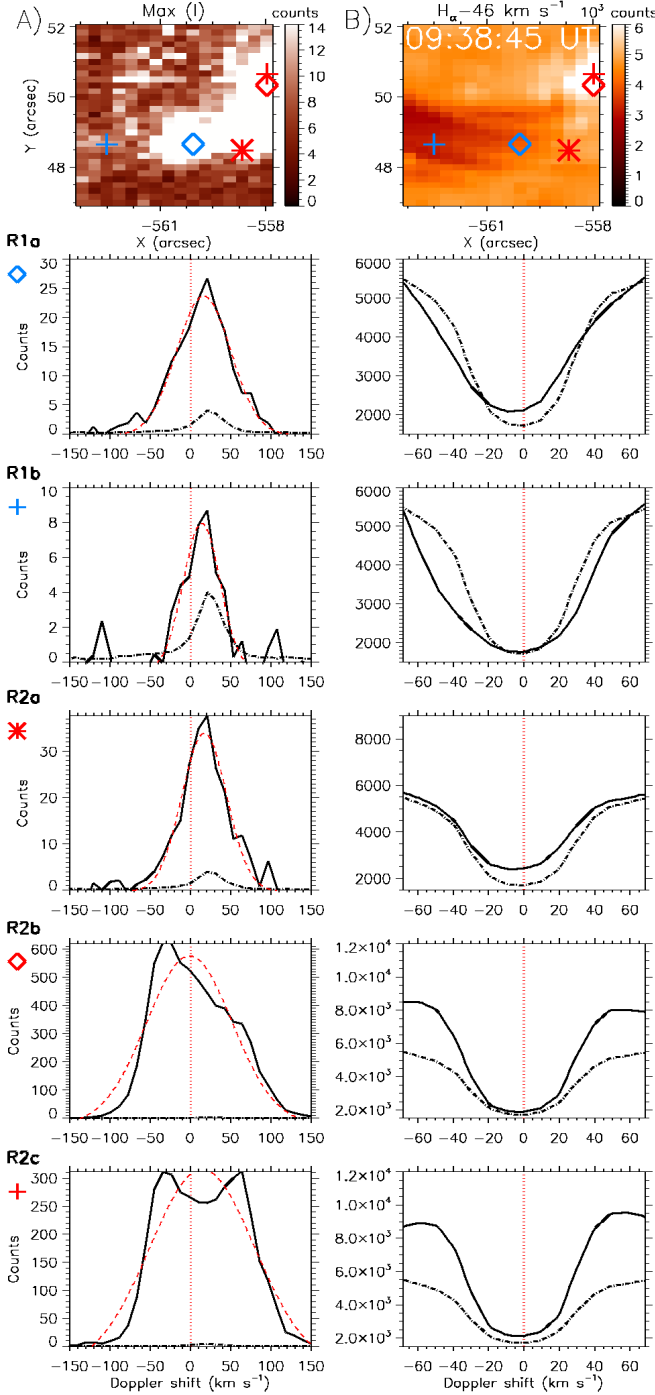 A) Max (I) counts
52
50
48
Y (arcsec)
−561 −558
X (arcsec)
14
12
10
8
6
4
2
0
B) Hα−46 km s⁻¹ 10³ counts
09:38:45 UT
52
50
48
−561 −558
X (arcsec)
6
5
4
3
2
1
0
R1a
30
25
20
15
10
5
0
Counts
−150 −100 −50 0 50 100 150
6000
5000
4000
3000
2000
−60 −40 −20 0 20 40 60
R1b
10
8
6
4
2
0
Counts
−150 −100 −50 0 50 100 150
6000
5000
4000
3000
2000
−60 −40 −20 0 20 40 60
R2a
30
20
10
0
Counts
−150 −100 −50 0 50 100 150
8000
6000
4000
2000
−60 −40 −20 0 20 40 60
R2b
600
500
400
300
200
100
0
Counts
−150 −100 −50 0 50 100 150
1.2×10⁴
1.0×10⁴
8.0×10³
6.0×10³
4.0×10³
2.0×10³
−60 −40 −20 0 20 40 60
R2c
300
250
200
150
100
50
0
Counts
−150 −100 −50 0 50 100 150
Doppler shift (km s⁻¹)
1.2×10⁴
1.0×10⁴
8.0×10³
6.0×10³
4.0×10³
2.0×10³
−60 −40 −20 0 20 40 60
Doppler shift (km s⁻¹)